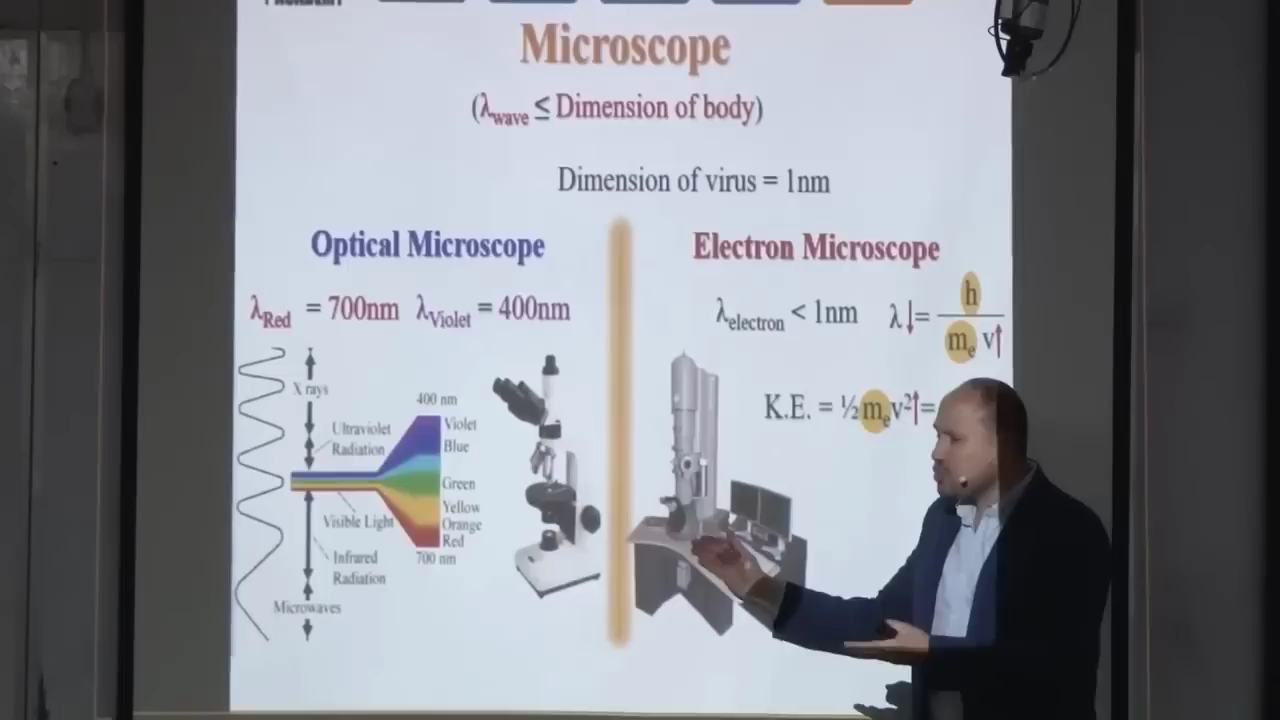 Microscope
(λwave ≤ Dimension of body)
Dimension of virus = 1nm
Optical Microscope
λRed = 700nm λViolet = 400nm
X rays
Ultraviolet
Radiation
Visible Light
Infrared
Radiation
Microwaves
400 nm
Violet
Blue
Green
Yellow
Orange
Red
700 nm
Electron Microscope
λelectron < 1nm λ↓= h / me v↑
K.E. = ½mev²↑=